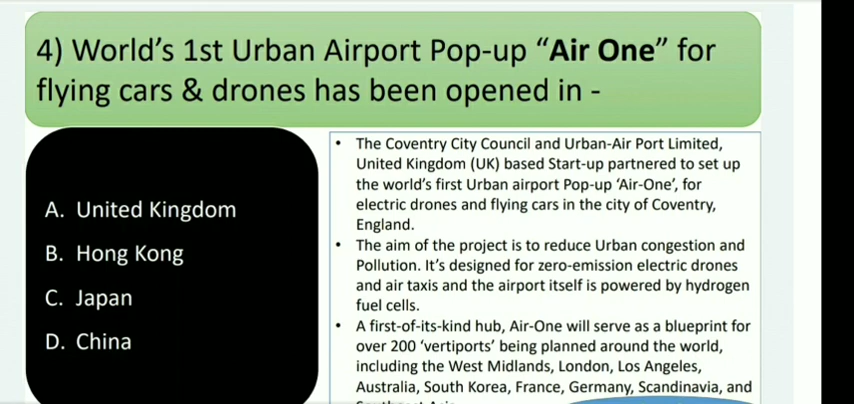 4) World's 1st Urban Airport Pop-up "Air One" for
flying cars & drones has been opened in -
A. United Kingdom
B. Hong Kong
C. Japan
D. China
• The Coventry City Council and Urban-Air Port Limited,
United Kingdom (UK) based Start-up partnered to set up
the world's first Urban airport Pop-up 'Air-One', for
electric drones and flying cars in the city of Coventry,
England.
• The aim of the project is to reduce Urban congestion and
Pollution. It's designed for zero-emission electric drones
and air taxis and the airport itself is powered by hydrogen
fuel cells.
• A first-of-its-kind hub, Air-One will serve as a blueprint for
over 200 'vertiports' being planned around the world,
including the West Midlands, London, Los Angeles,
Australia, South Korea, France, Germany, Scandinavia, and